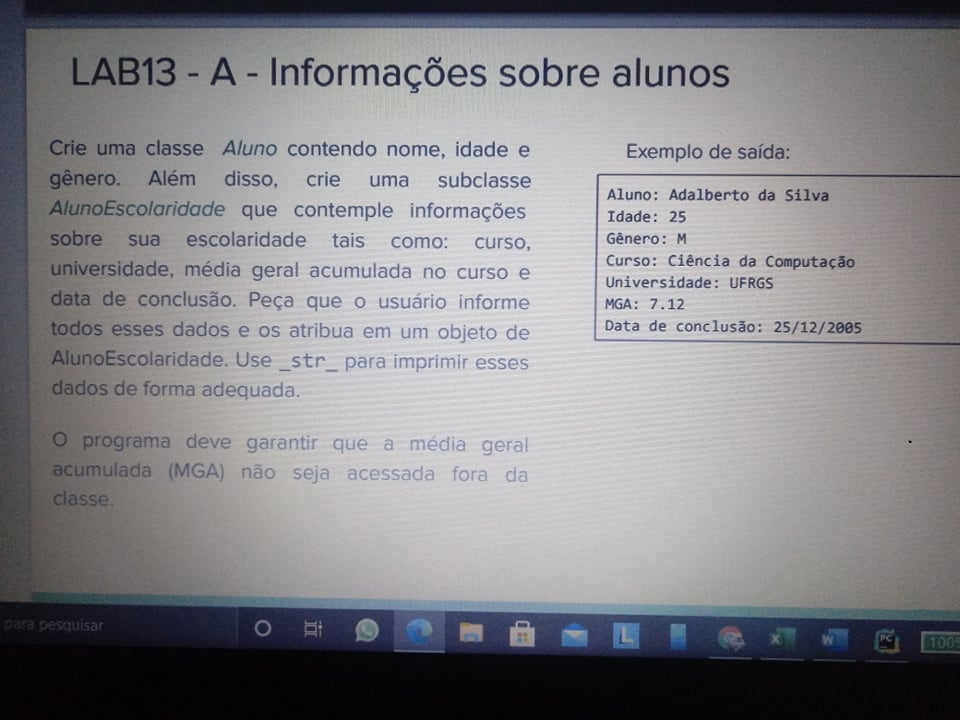 LAB13 - A - Informações sobre alunos
Crie uma classe Aluno contendo nome, idade e
gênero. Além disso, crie uma subclasse
AlunoEscolaridade que contemple informações
sobre sua escolaridade tais como: curso,
universidade, média geral acumulada no curso e
data de conclusão. Peça que o usuário informe
todos esses dados e os atribua em um objeto de
AlunoEscolaridade. Use _str_ para imprimir esses
dados de forma adequada.
O programa deve garantir que a média geral
acumulada (MGA) não seja acessada fora da
classe.
Exemplo de saída:
Aluno: Adalberto da Silva
Idade: 25
Gênero: M
Curso: Ciência da Computação
Universidade: UFRGS
MGA: 7.12
Data de conclusão: 25/12/2005
para pesquisar
L
X
W
PC
100%